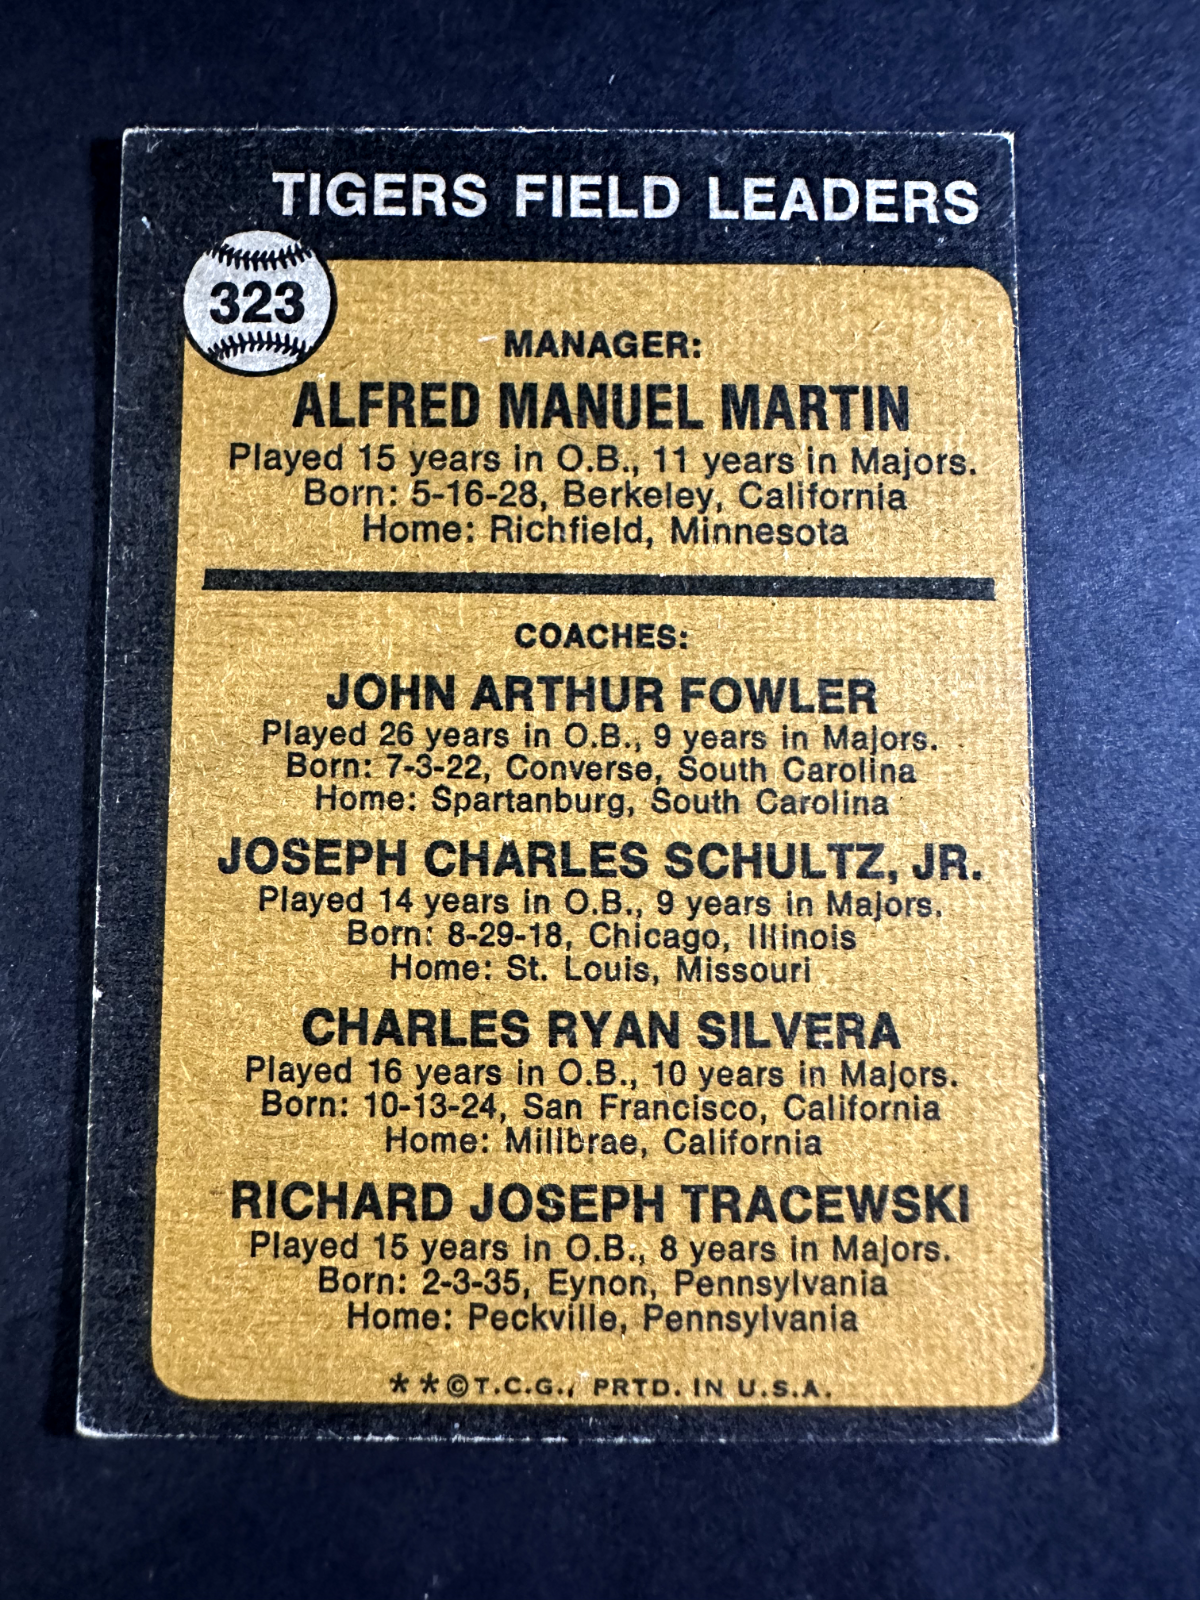 TIGERS FIELD LEADERS
323
MANAGER:
ALFRED MANUEL MARTIN
Played 15 years in O.B., 11 years in Majors.
Born: 5-16-28, Berkeley, California
Home: Richfield, Minnesota
COACHES:
JOHN ARTHUR FOWLER
Played 26 years in O.B., 9 years in Majors.
Born: 7-3-22, Converse, South Carolina
Home: Spartanburg, South Carolina
JOSEPH CHARLES SCHULTZ, JR.
Played 14 years in O.B., 9 years in Majors.
Born: 8-29-18, Chicago, Illinois
Home: St. Louis, Missouri
CHARLES RYAN SILVERA
Played 16 years in O.B., 10 years in Majors.
Born: 10-13-24, San Francisco, California
Home: Millbrae, California
RICHARD JOSEPH TRACEWSKI
Played 15 years in O.B., 8 years in Majors.
Born: 2-3-35, Eynon, Pennsylvania
Home: Peckville, Pennsylvania
* * © T.C.G., PRTD. IN U.S.A.